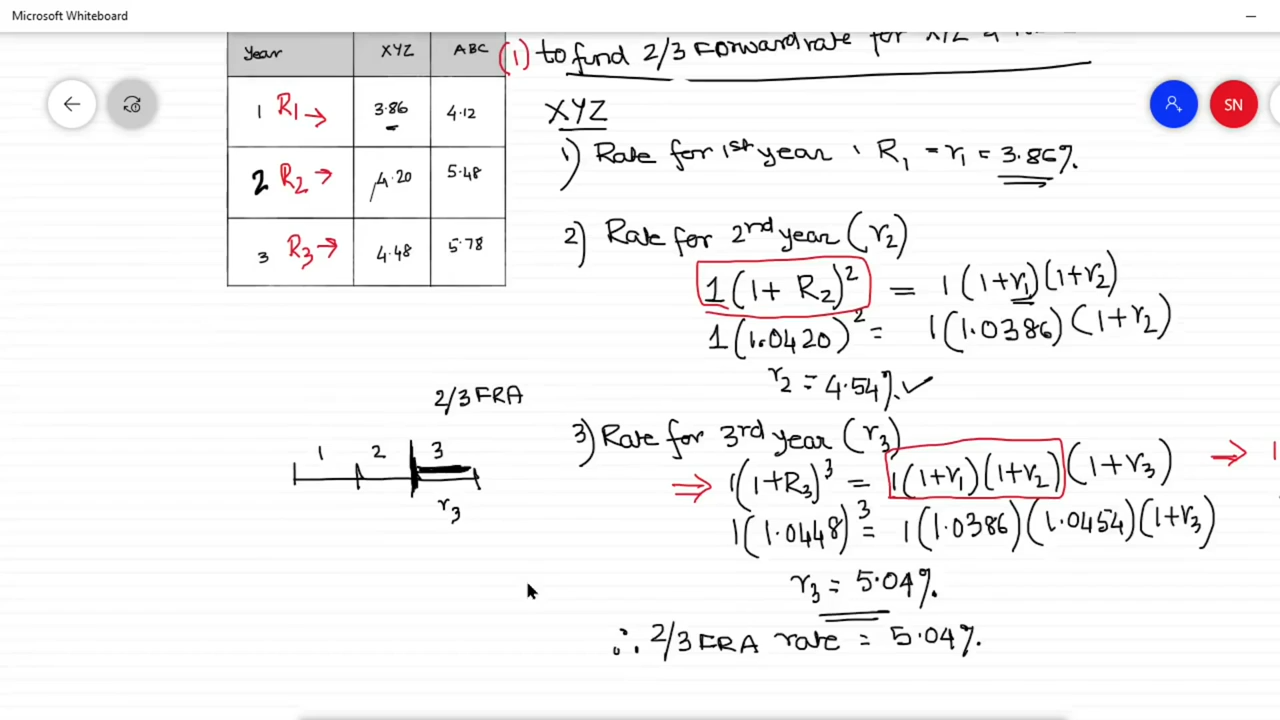 Microsoft Whiteboard
(1) to find 2/3 Forward rate for XYZ &
Year XYZ ABC
1 R1 → 3.86 4.12
2 R2 → 4.20 5.48
3 R3 → 4.48 5.78
SN
XYZ
1) Rate for 1st year, R1 = r1 = 3.86%.
2) Rate for 2nd year (r2)
1(1+ R2)² = 1(1+r1)(1+r2)
1(1.0420)² = 1(1.0386)(1+r2)
r2 = 4.54%. ✓
2/3 FRA
1 2 3
r3
3) Rate for 3rd year (r3)
⇒ 1(1+R3)³ = 1(1+r1)(1+r2)(1+r3) → 1
1(1.0448)³ = 1(1.0386)(1.0454)(1+r3)
r3 = 5.04%.
∴ 2/3 FRA rate = 5.04%.